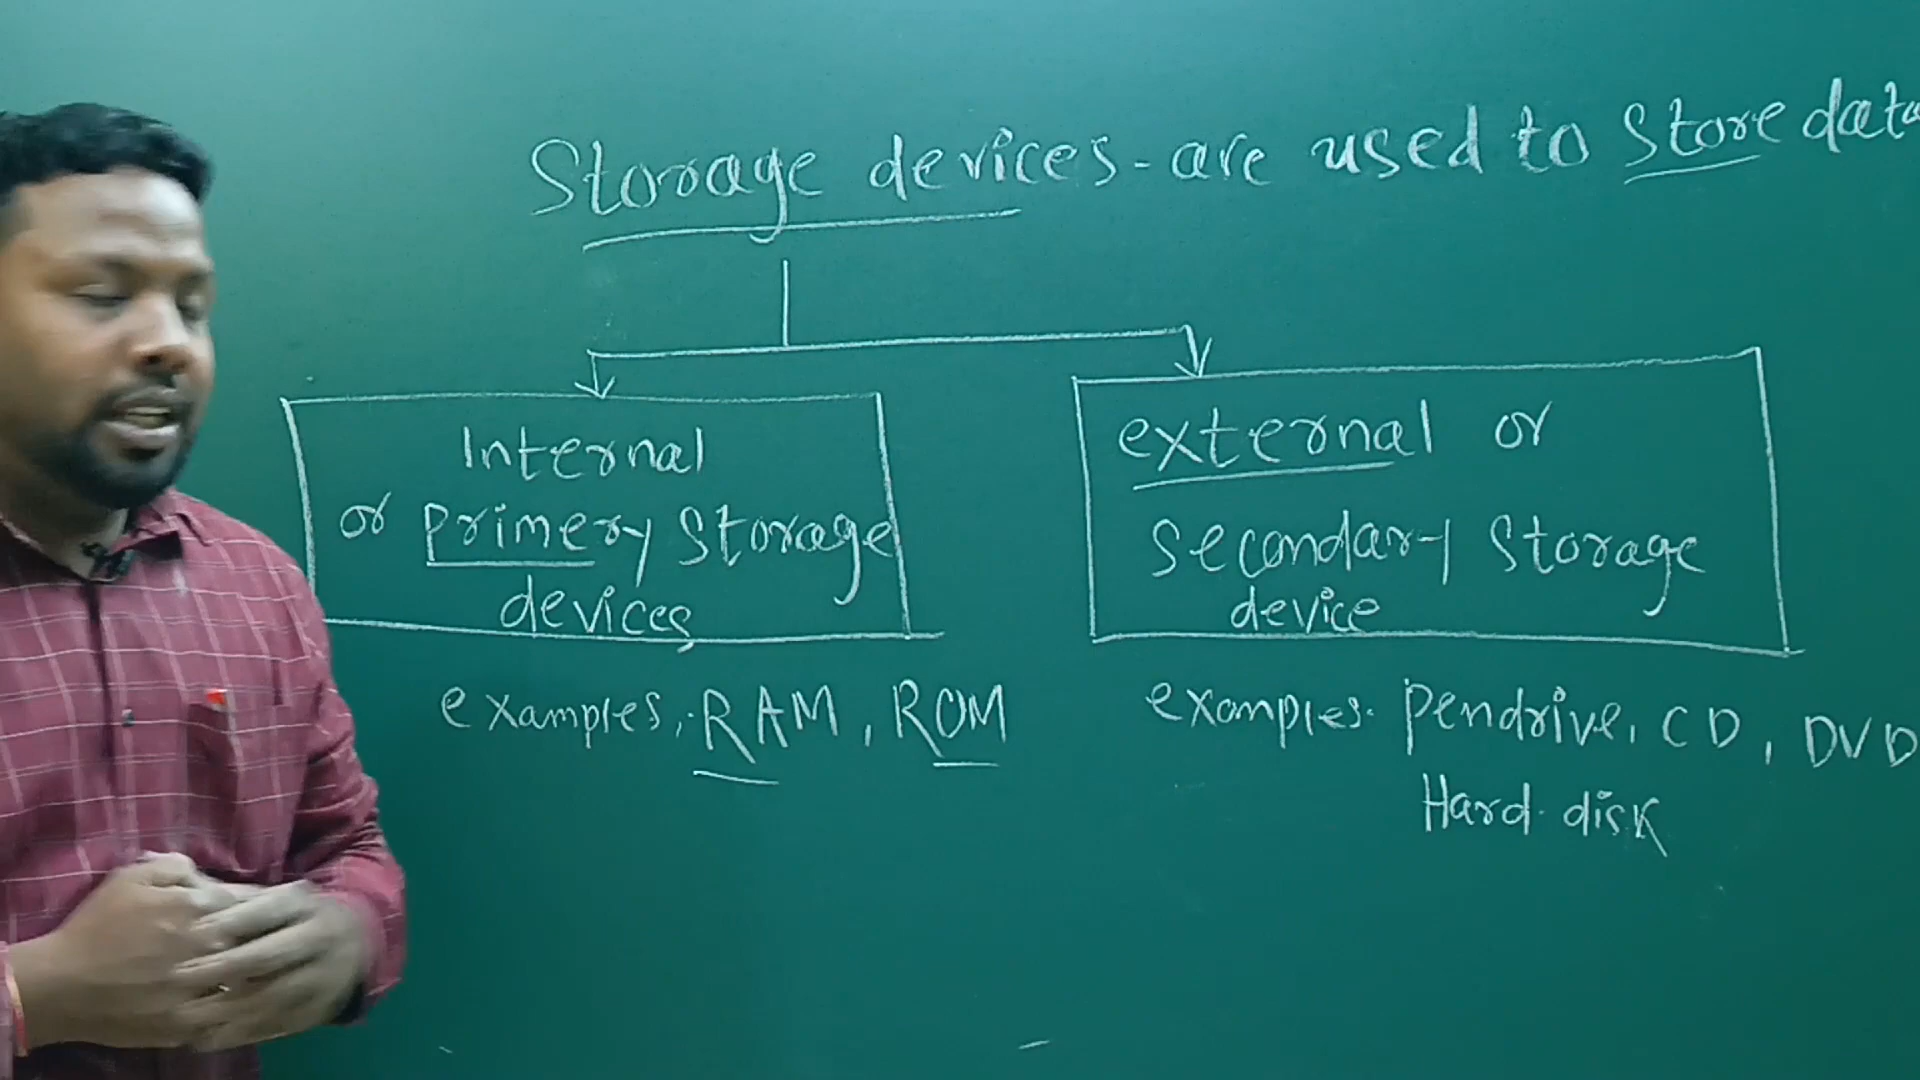 Storage devices - are used to store data
Internal
or primery storage
devices
external or
secondary storage
device
examples, RAM, ROM
examples. pendrive, CD, DVD
Hard disk